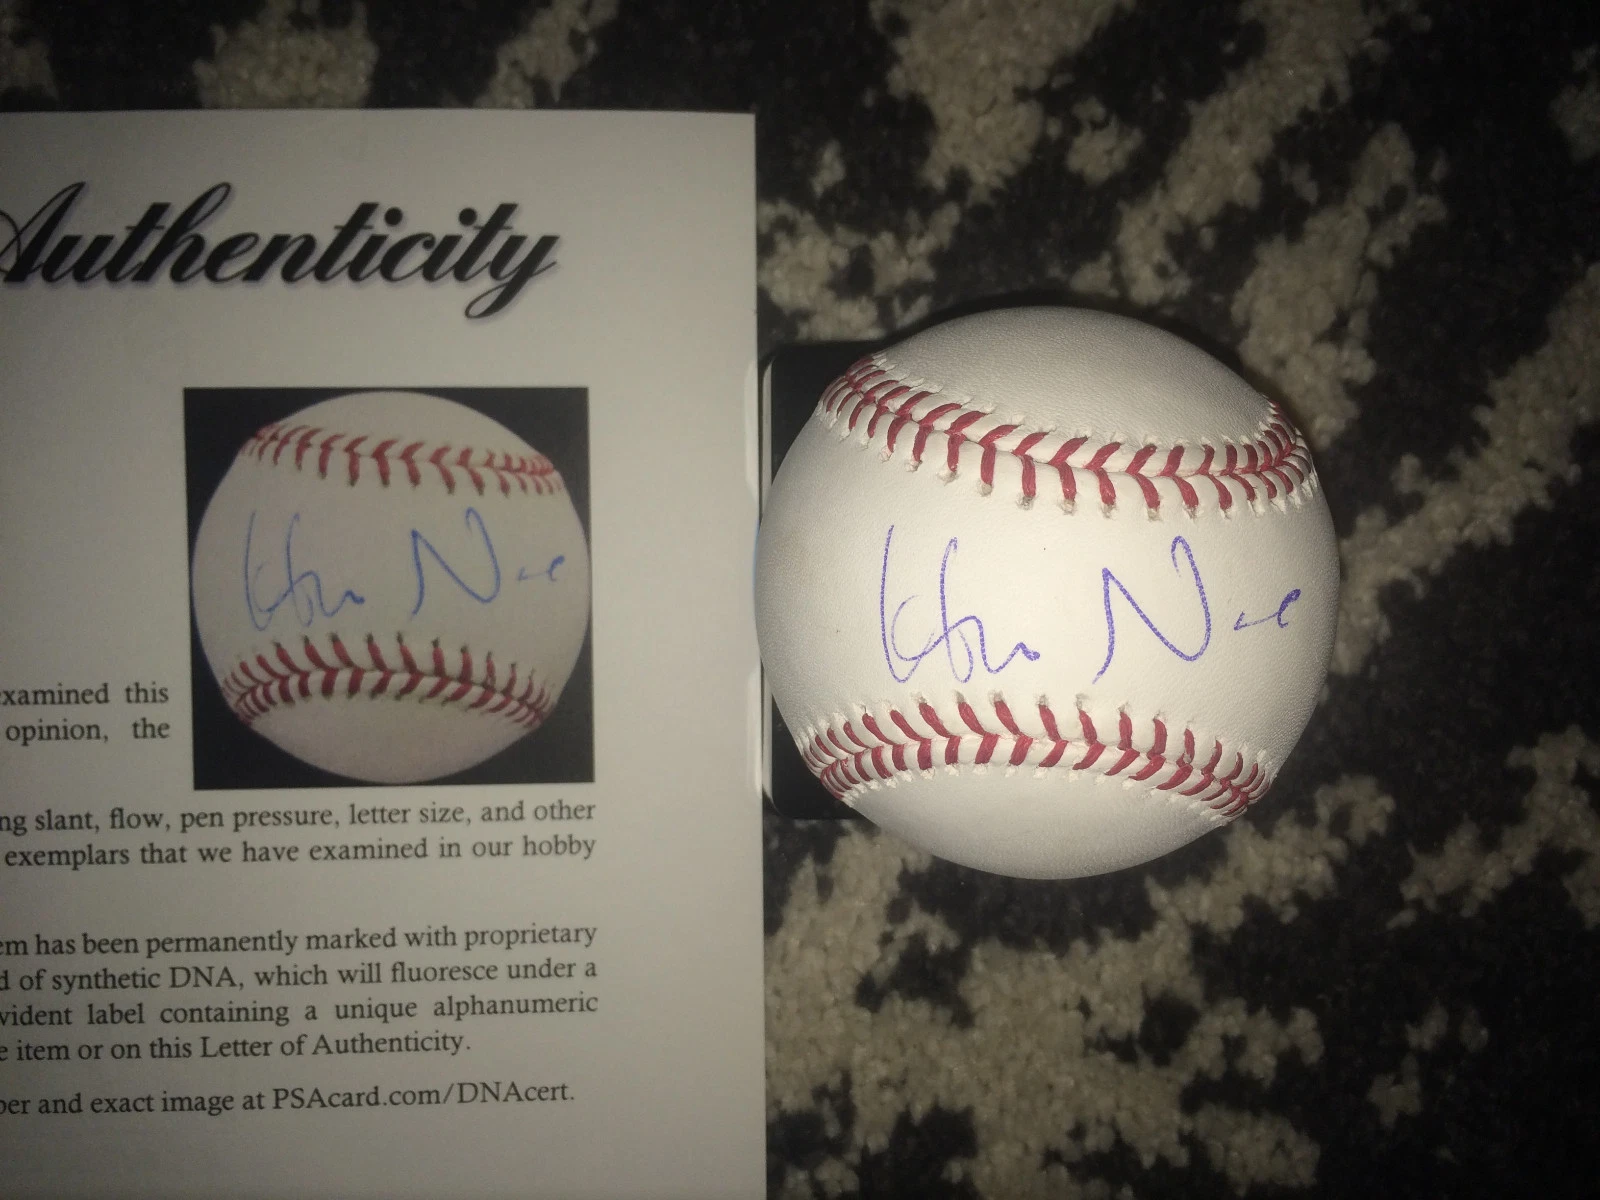 Authenticity
examined this
opinion, the
ng slant, flow, pen pressure, letter size, and other
exemplars that we have examined in our hobby
em has been permanently marked with proprietary
d of synthetic DNA, which will fluoresce under a
vident label containing a unique alphanumeric
e item or on this Letter of Authenticity.
ber and exact image at PSAcard.com/DNAcert.